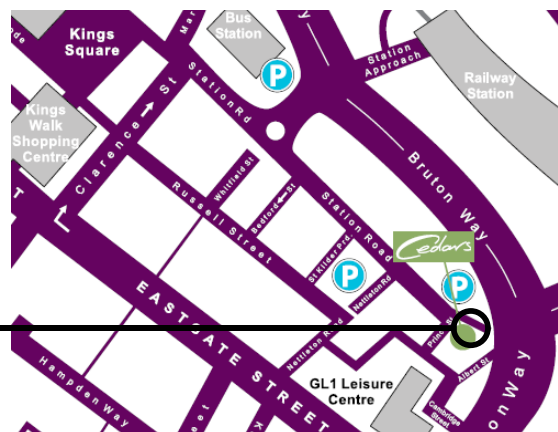 Kings
Square
Bus
Station
P
Station
Approach
Railway
Station
Station Rd
Kings
Walk
Shopping
Centre
Clarence St
Whitfield St
Bedford St
Russell Street
Station Road
Bruton Way
Cedars
St Kilder Prd.
P
P
Nettleton Rd
Nettleton Road
EASTGATE STREET
Albert St
GL1 Leisure
Centre
Cambridge
Street
Hampden Way